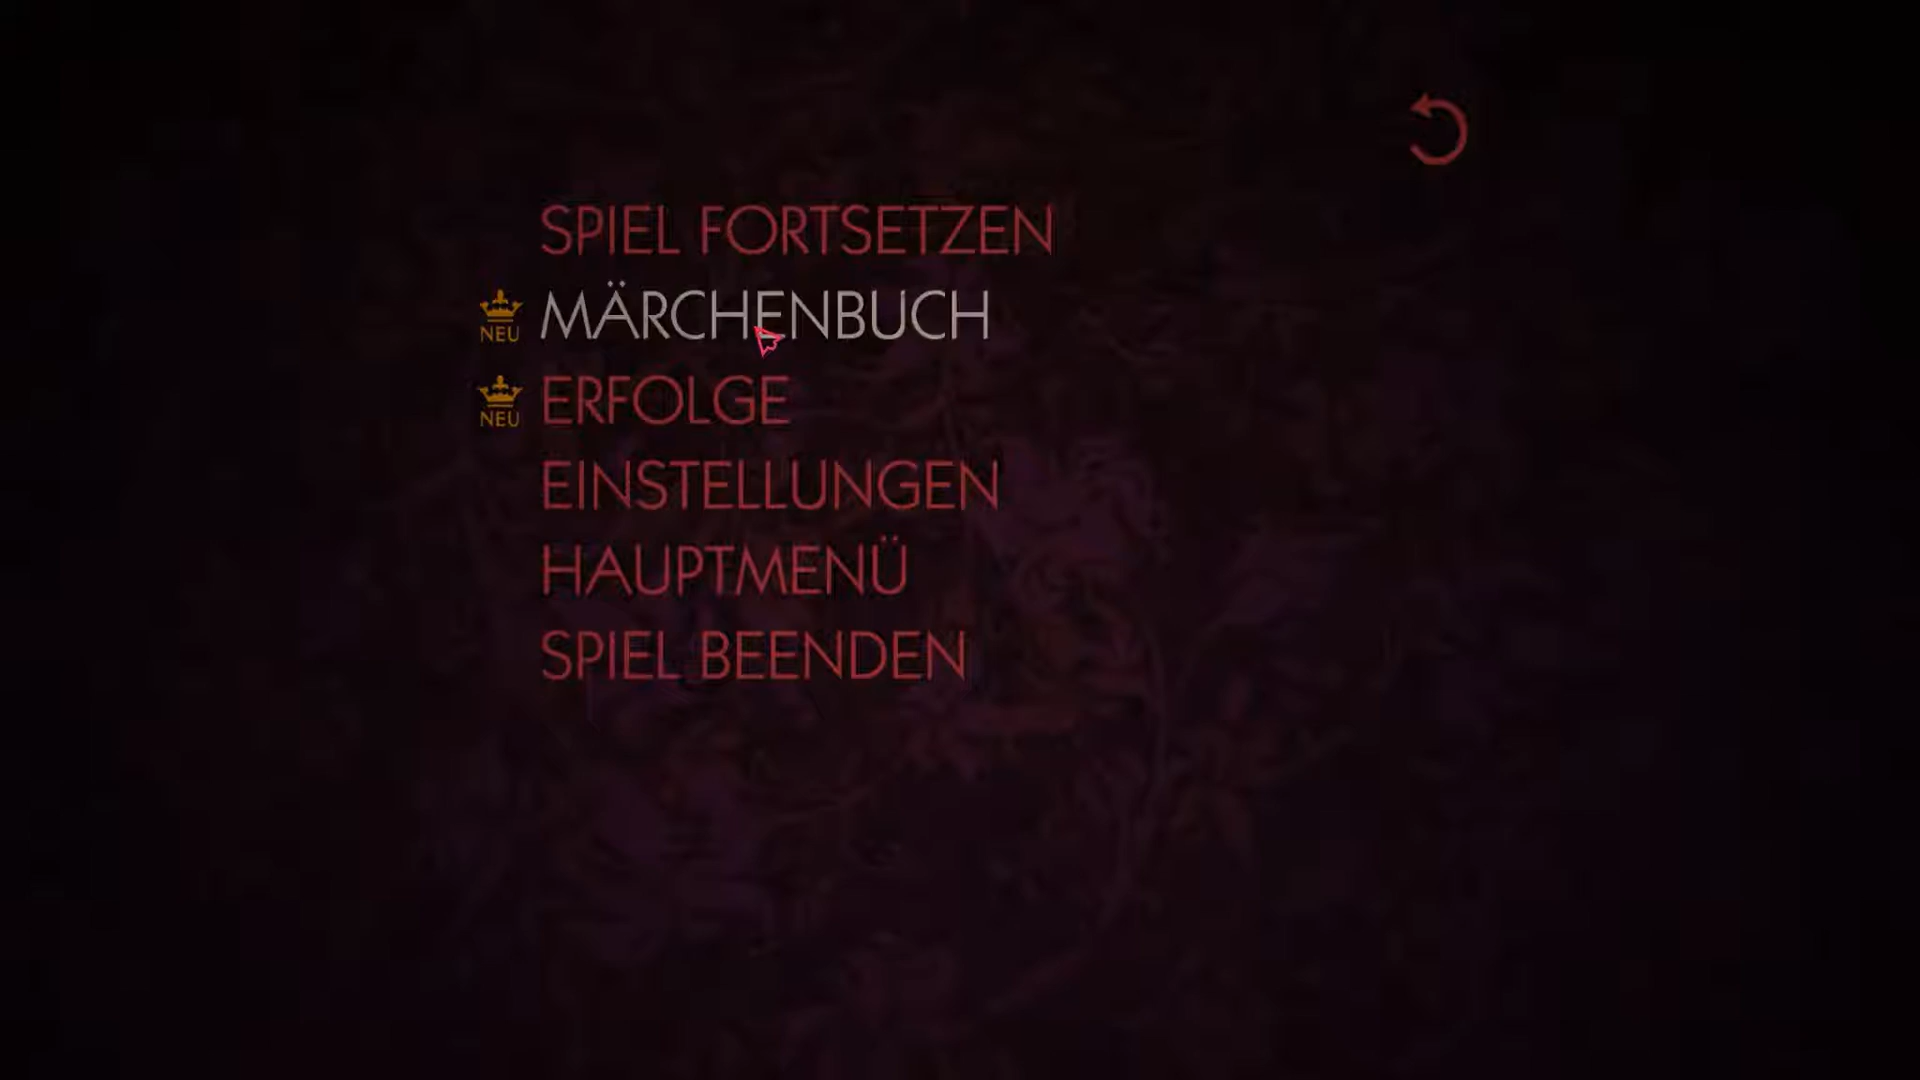 SPIEL FORTSETZEN
NEU MÄRCHENBUCH
NEU ERFOLGE
EINSTELLUNGEN
HAUPTMENÜ
SPIEL BEENDEN